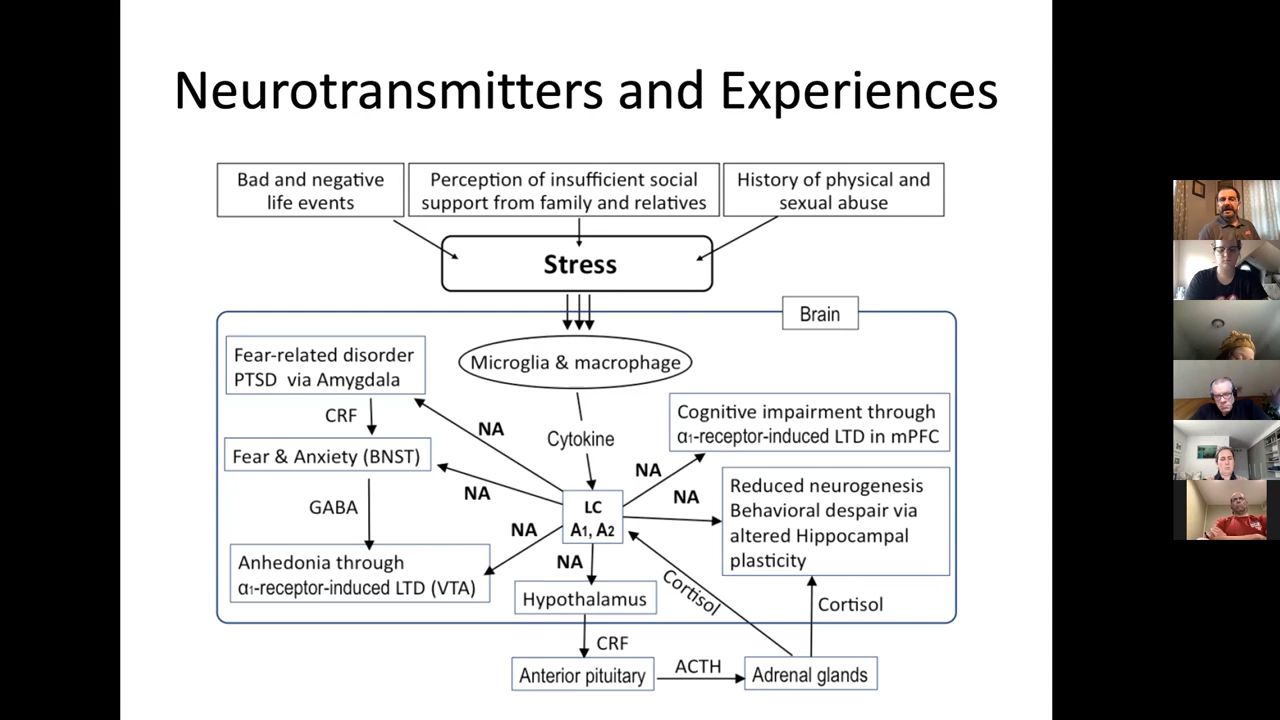 Neurotransmitters and Experiences
Bad and negative
life events
Perception of insufficient social
support from family and relatives
History of physical and
sexual abuse
Stress
Brain
Microglia & macrophage
Fear-related disorder
PTSD via Amygdala
CRF
Fear & Anxiety (BNST)
GABA
Anhedonia through
α1-receptor-induced LTD (VTA)
NA
NA
NA
Cytokine
LC
A1, A2
NA
NA
NA
Cognitive impairment through
α1-receptor-induced LTD in mPFC
Reduced neurogenesis
Behavioral despair via
altered Hippocampal
plasticity
Hypothalamus
Cortisol
Cortisol
CRF
Anterior pituitary
ACTH
Adrenal glands